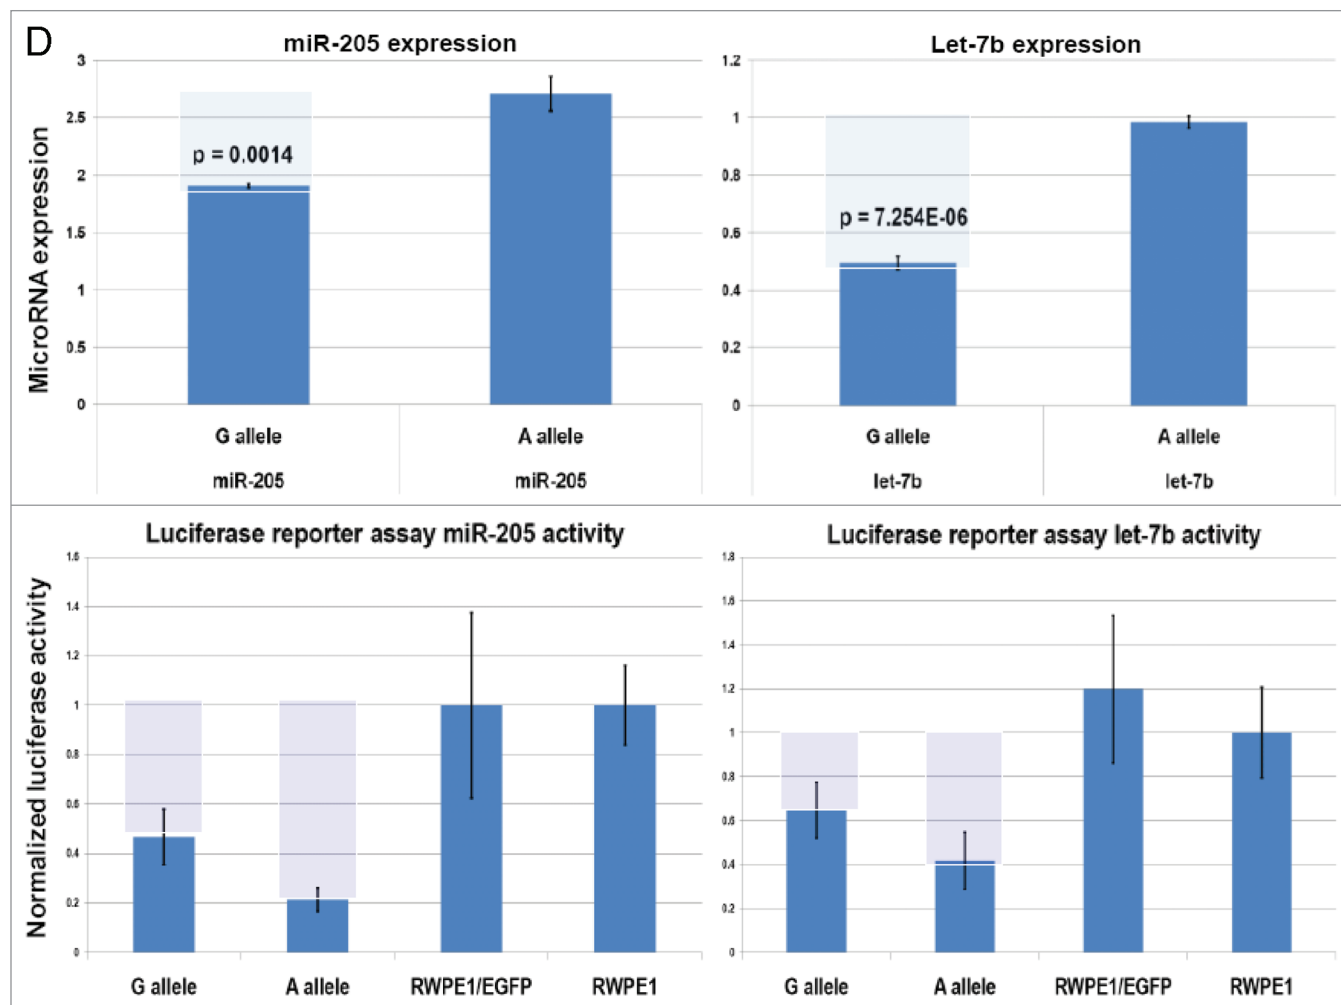 D
miR-205 expression
MicroRNA expression
3
2.5
2
1.5
1
0.5
0
p = 0.0014
G allele
A allele
miR-205
miR-205
Let-7b expression
1.2
1
0.8
0.6
0.4
0.2
0
p = 7.254E-06
G allele
A allele
let-7b
let-7b
Luciferase reporter assay miR-205 activity
Normalized luciferase activity
1.6
1.4
1.2
1
0.8
0.6
0.4
0.2
0
G allele
A allele
RWPE1/EGFP
RWPE1
Luciferase reporter assay let-7b activity
1.8
1.6
1.4
1.2
1
0.8
0.6
0.4
0.2
0
G allele
A allele
RWPE1/EGFP
RWPE1